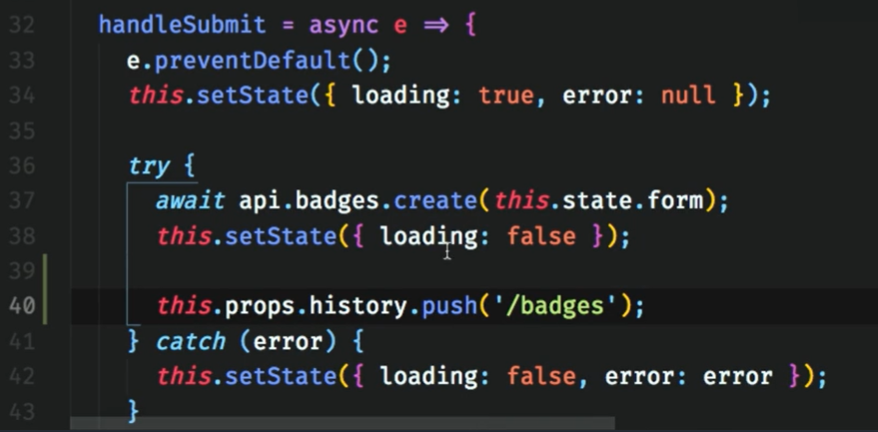 32 handleSubmit = async e => {
33 e.preventDefault();
34 this.setState({ loading: true, error: null });
35
36 try {
37 await api.badges.create(this.state.form);
38 this.setState({ loading: false });
39
40 this.props.history.push('/badges');
41 } catch (error) {
42 this.setState({ loading: false, error: error });
43 }